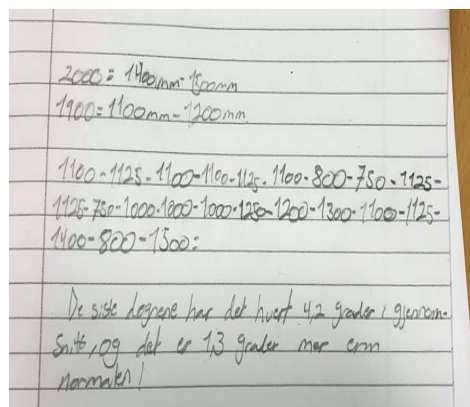 2000 = 1400mm - 1500mm
1900 = 1100mm - 1200mm
1100 - 1125 - 1100 - 1100 - 1125 - 1100 - 800 - 750 - 1125 -
1125 - 750 - 1000 - 1000 - 1000 - 1250 - 1200 - 1300 - 1100 - 1125 -
1400 - 800 - 1500 =
De siste døgnene har det hvert 4,2 grader i gjennom-
snitt, og det er 1,3 grader mer enn
normalen!